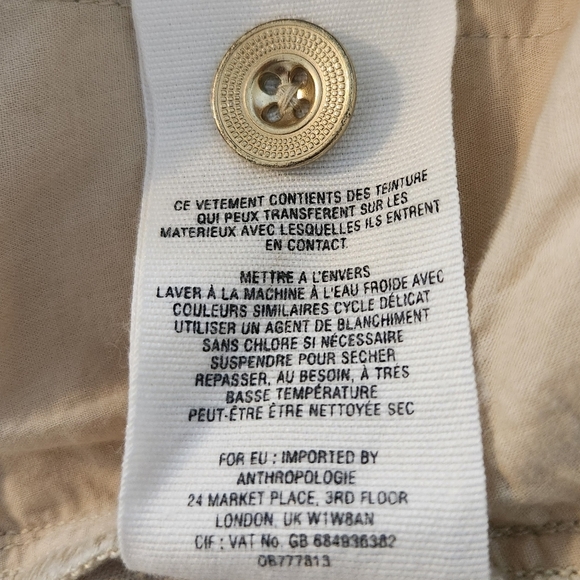 CE VETEMENT CONTIENTS DES TEINTURE
QUI PEUX TRANSFERENT SUR LES
MATERIEUX AVEC LESQUELLES ILS ENTRENT
EN CONTACT.
METTRE A L'ENVERS
LAVER À LA MACHINE À L'EAU FROIDE AVEC
COULEURS SIMILAIRES CYCLE DÉLICAT
UTILISER UN AGENT DE BLANCHIMENT
SANS CHLORE SI NÉCESSAIRE
SUSPENDRE POUR SECHER
REPASSER, AU BESOIN, À TRÈS
BASSE TEMPÉRATURE
PEUT-ÊTRE ÊTRE NETTOYÉE SEC
FOR EU : IMPORTED BY
ANTHROPOLOGIE
24 MARKET PLACE, 3RD FLOOR
LONDON, UK W1W8AN
CIF : VAT No. GB 684936382
OB777813